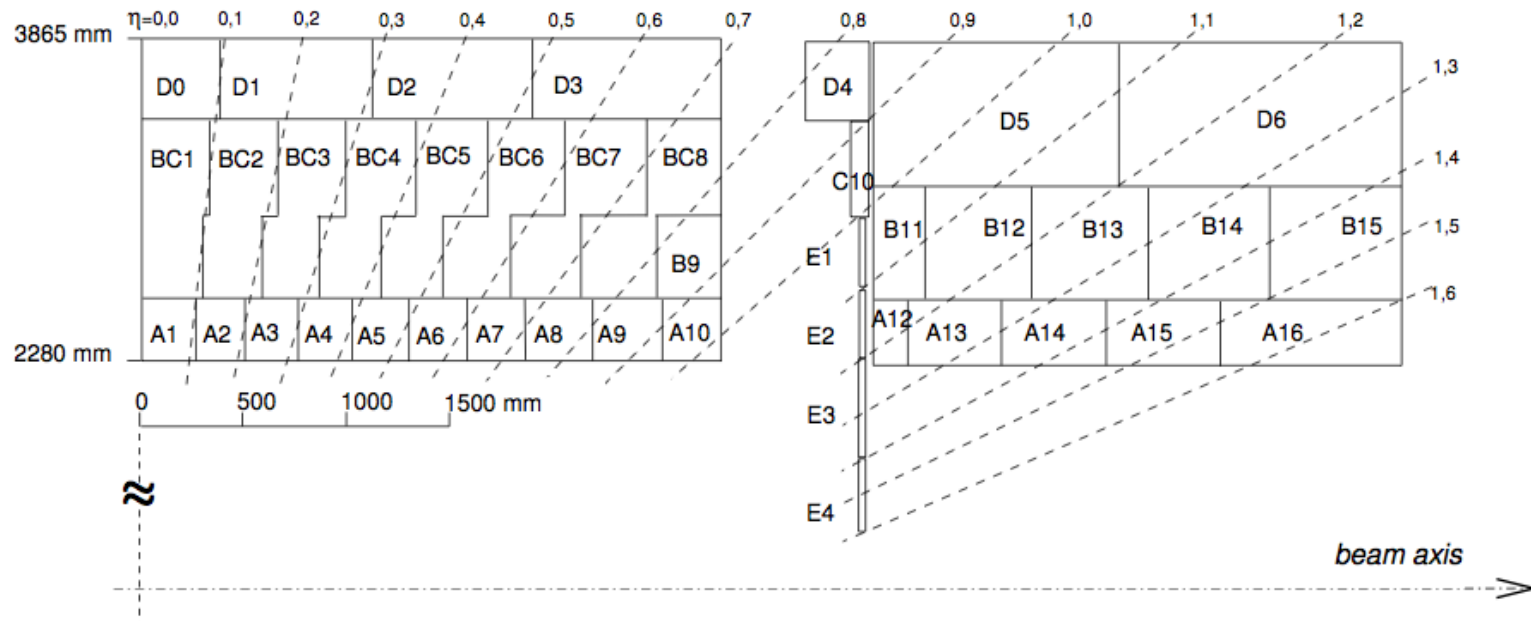 η=0,0 0,1 0,2 0,3 0,4 0,5 0,6 0,7 0,8 0,9 1,0 1,1 1,2
3865 mm
1,3
D0 D1 D2 D3 D4 D5 D6
BC1 BC2 BC3 BC4 BC5 BC6 BC7 BC8
1,4
C10
B11 B12 B13 B14 B15
1,5
E1
B9
1,6
A12 A13 A14 A15 A16
A1 A2 A3 A4 A5 A6 A7 A8 A9 A10
E2
2280 mm
0 500 1000 1500 mm
E3
E4
beam axis